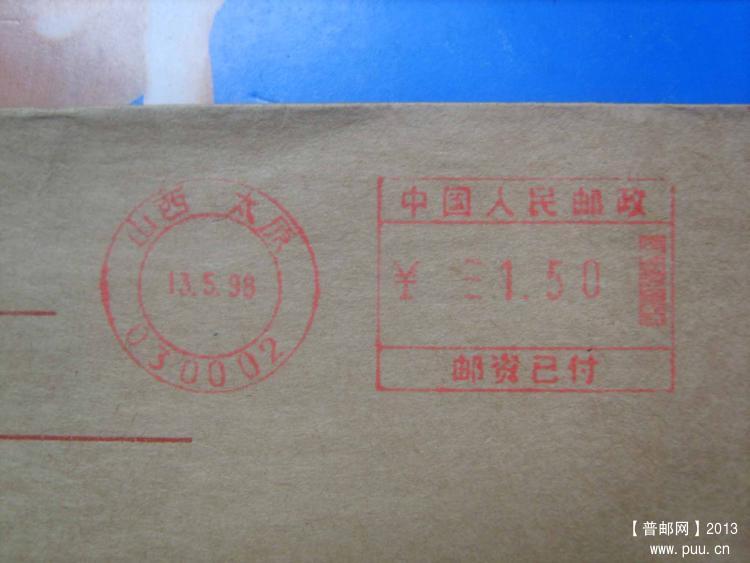 山西 太原
13.5.98
030002
中国人民邮政
¥ 三1.50
邮资已付
【普邮网】2013
www.puu.cn